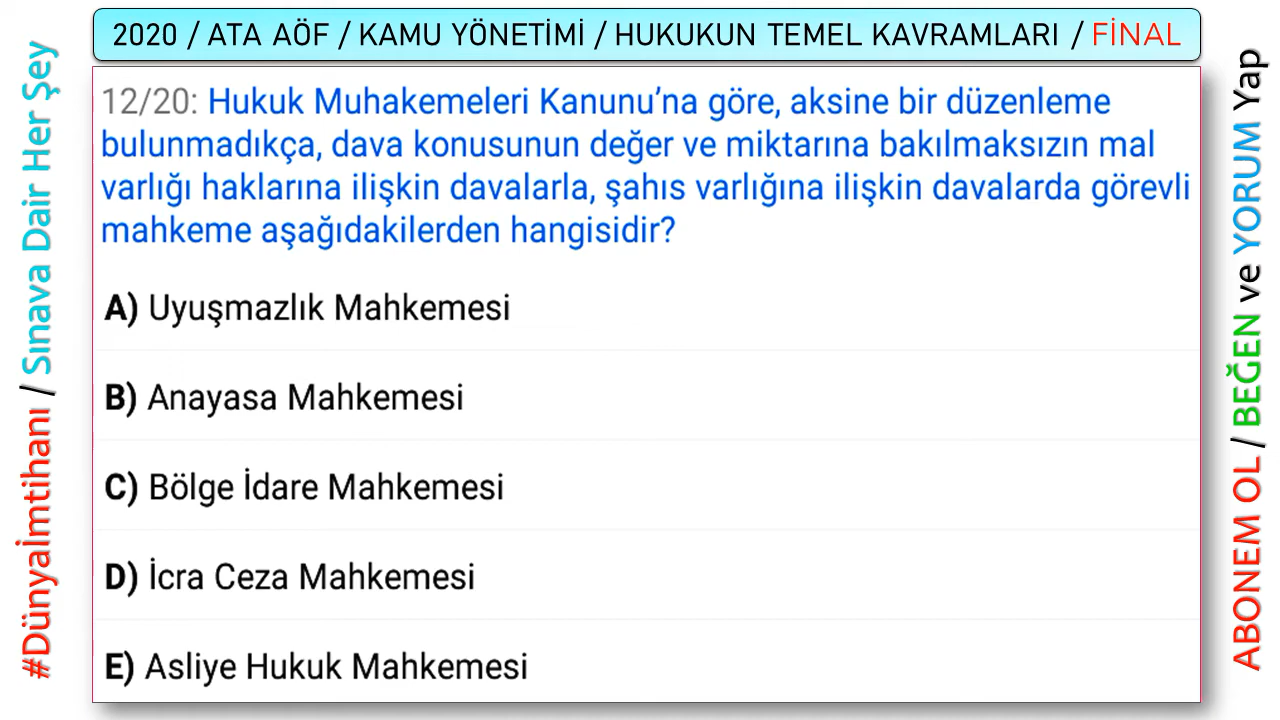 2020 / ATA AÖF / KAMU YÖNETİMİ / HUKUKUN TEMEL KAVRAMLARI / FİNAL
#Dünyaİmtihanı / Sınava Dair Her Şey
12/20: Hukuk Muhakemeleri Kanunu’na göre, aksine bir düzenleme
bulunmadıkça, dava konusunun değer ve miktarına bakılmaksızın mal
varlığı haklarına ilişkin davalarla, şahıs varlığına ilişkin davalarda görevli
mahkeme aşağıdakilerden hangisidir?
A) Uyuşmazlık Mahkemesi
B) Anayasa Mahkemesi
C) Bölge İdare Mahkemesi
D) İcra Ceza Mahkemesi
E) Asliye Hukuk Mahkemesi
ABONEM OL / BEĞEN ve YORUM Yap